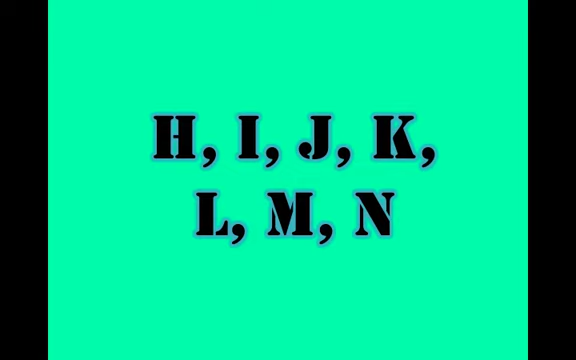 H, I, J, K,
L, M, N